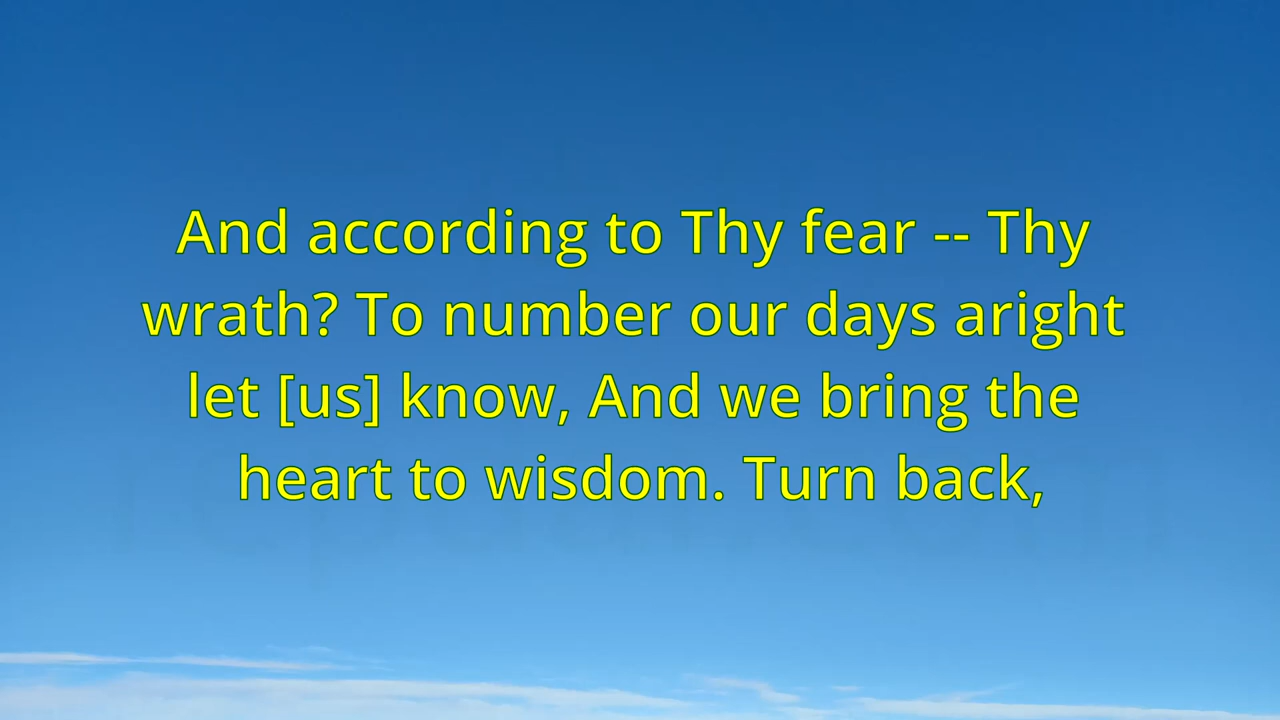 And according to Thy fear -- Thy
wrath? To number our days aright
let [us] know, And we bring the
heart to wisdom. Turn back,